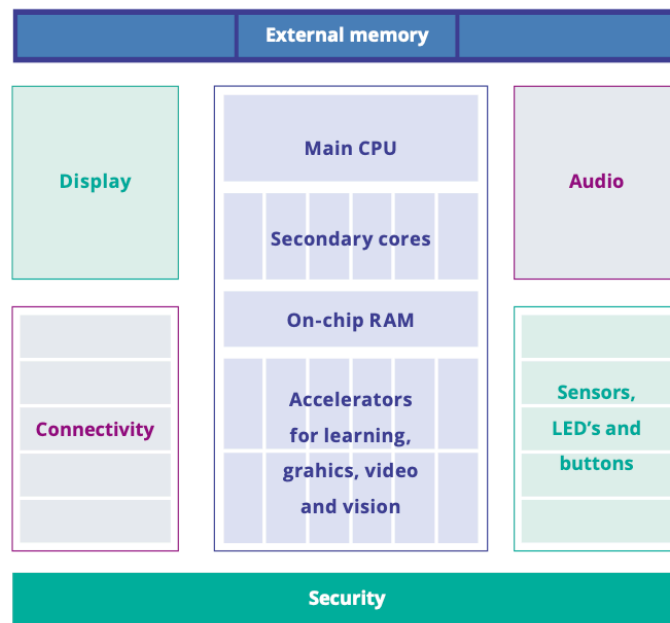 External memory
Main CPU
Display
Audio
Secondary cores
On-chip RAM
Connectivity
Accelerators
for learning,
grahics, video
and vision
Sensors,
LED's and
buttons
Security